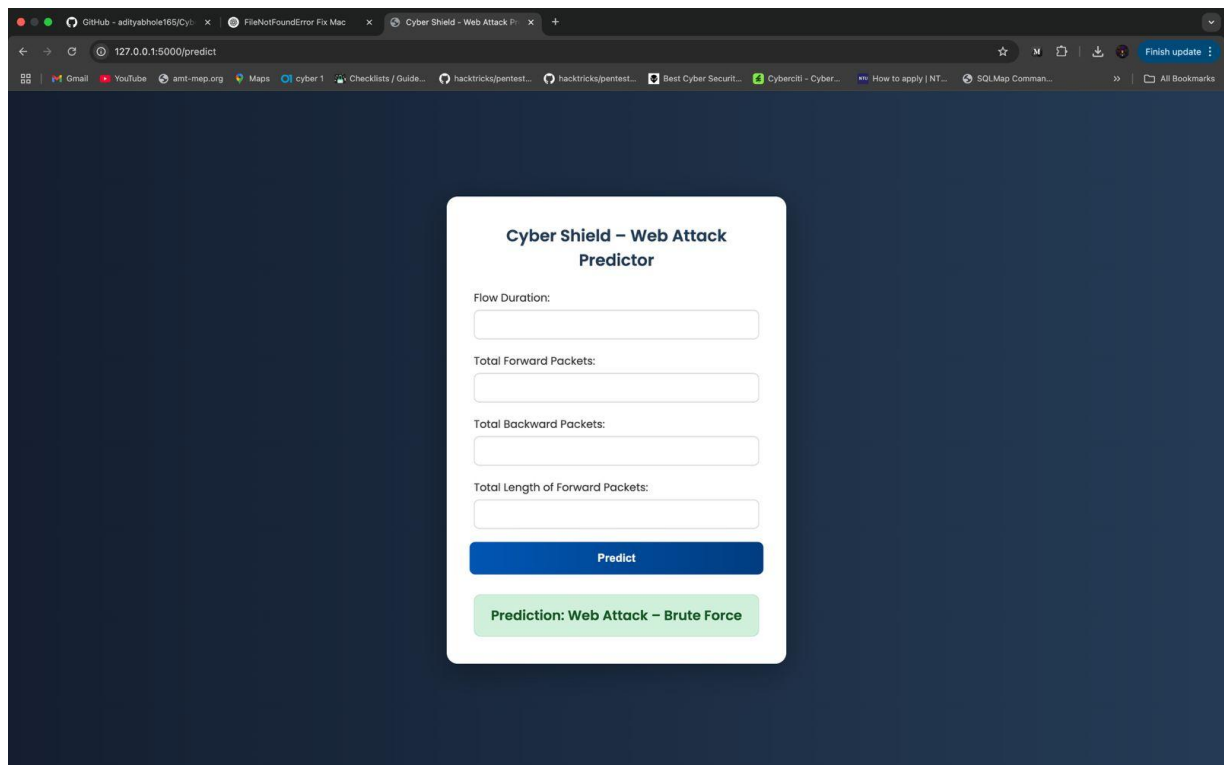 GitHub - adityabhole165/Cyb
FileNotFoundError Fix Mac
Cyber Shield - Web Attack Pr
127.0.0.1:5000/predict
Finish update
Gmail
YouTube
amt-mep.org
Maps
cyber 1
Checklists / Guide...
hacktricks/pentest...
hacktricks/pentest...
Best Cyber Securit...
Cyberciti - Cyber...
How to apply | NT...
SQLMap Comman...
»
All Bookmarks
Cyber Shield – Web Attack
Predictor
Flow Duration:
Total Forward Packets:
Total Backward Packets:
Total Length of Forward Packets:
Predict
Prediction: Web Attack – Brute Force